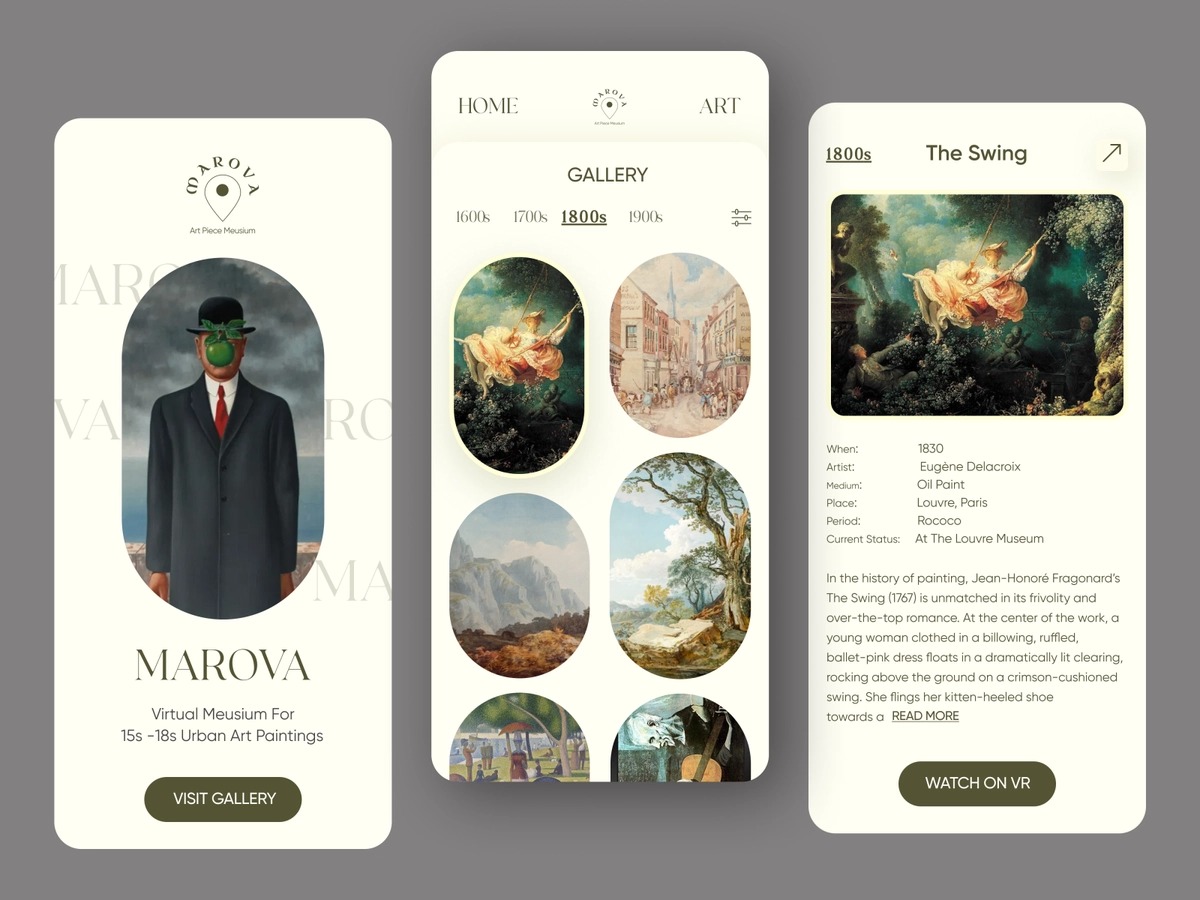 MAROVA
Art Piece Meusium
MARO
VA
RO
MA
MAROVA
Virtual Meusium For
15s -18s Urban Art Paintings
VISIT GALLERY
HOME
MAROVA
Art Piece Meusium
ART
GALLERY
1600s 1700s 1800s 1900s
1800s
The Swing
When: 1830
Artist: Eugène Delacroix
Medium: Oil Paint
Place: Louvre, Paris
Period: Rococo
Current Status: At The Louvre Museum
In the history of painting, Jean-Honoré Fragonard's
The Swing (1767) is unmatched in its frivolity and
over-the-top romance. At the center of the work, a
young woman clothed in a billowing, ruffled,
ballet-pink dress floats in a dramatically lit clearing,
rocking above the ground on a crimson-cushioned
swing. She flings her kitten-heeled shoe
towards a READ MORE
WATCH ON VR